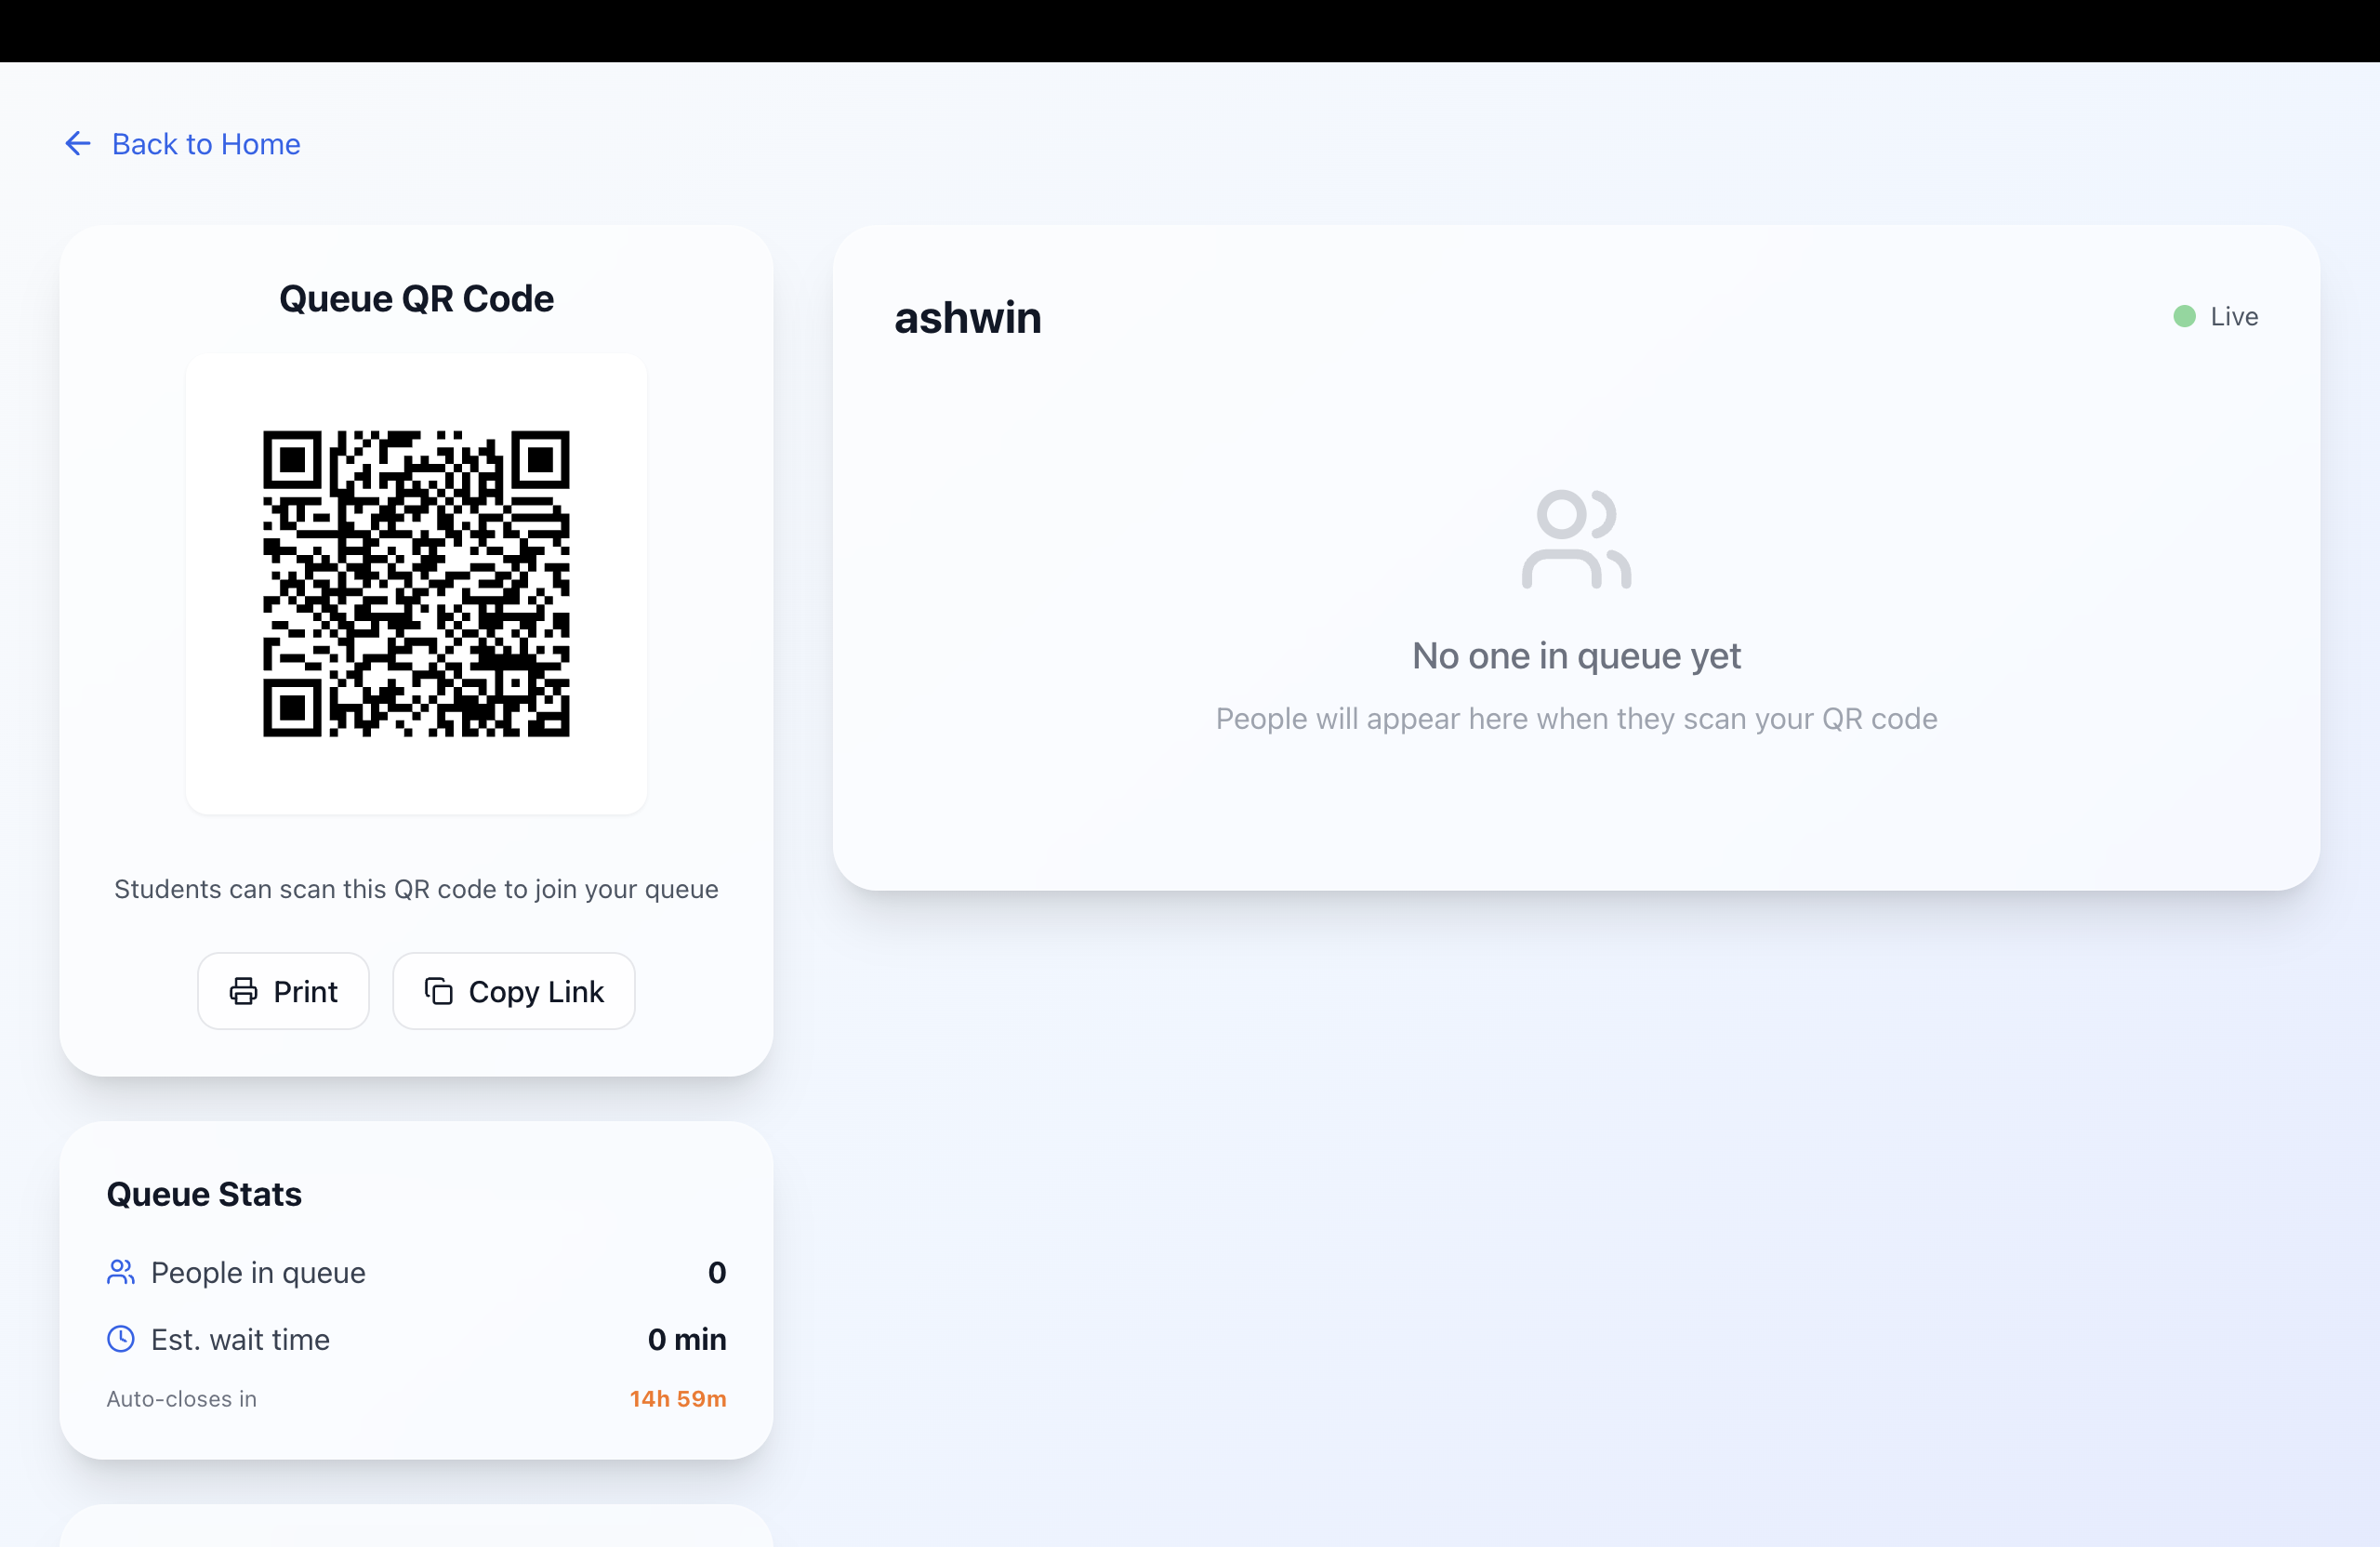 Back to Home
Queue QR Code
Students can scan this QR code to join your queue
Print
Copy Link
Queue Stats
People in queue 0
Est. wait time 0 min
Auto-closes in 14h 59m
ashwin
Live
No one in queue yet
People will appear here when they scan your QR code